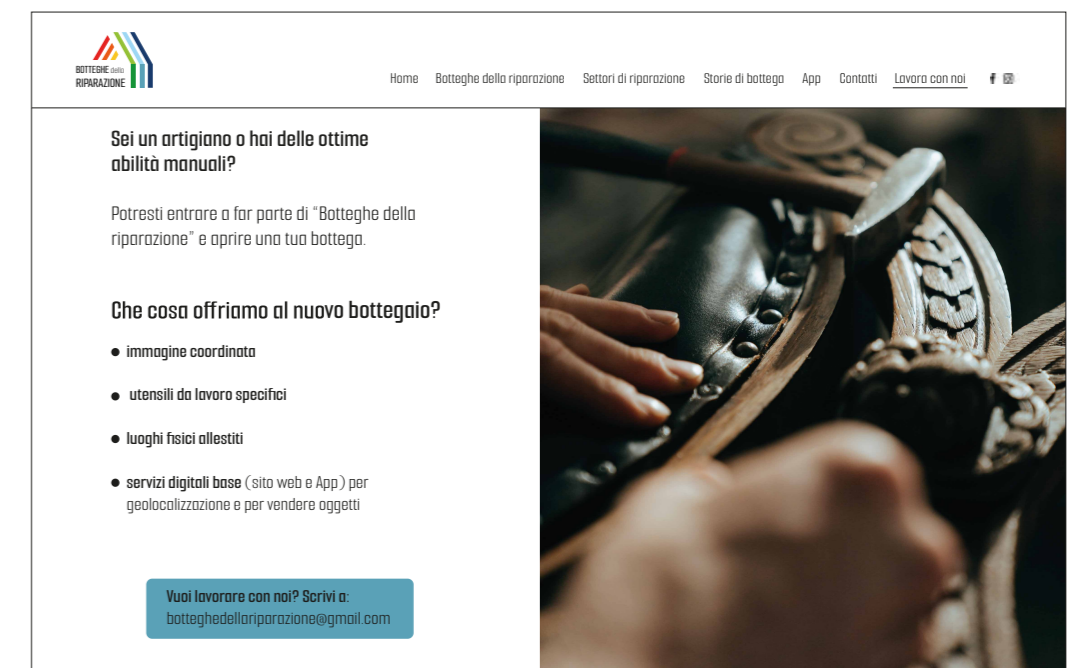 BOTTEGHE della
RIPARAZIONE
Home Botteghe della riparazione Settori di riparazione Storie di bottega App Contatti Lavora con noi
Sei un artigiano o hai delle ottime
abilità manuali?
Potresti entrare a far parte di “Botteghe della
riparazione” e aprire una tua bottega.
Che cosa offriamo al nuovo bottegaio?
● immagine coordinata
● utensili da lavoro specifici
● luoghi fisici allestiti
● servizi digitali base (sito web e App) per
geolocalizzazione e per vendere oggetti
Vuoi lavorare con noi? Scrivi a:
botteghedellariparazione@gmail.com